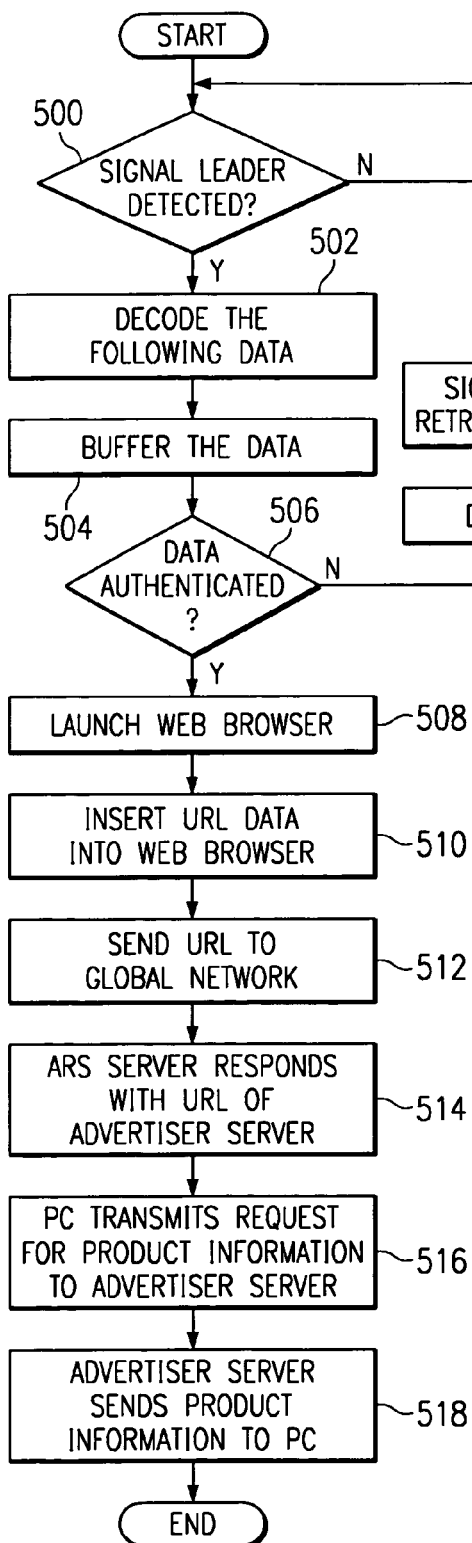 START
500
SIGNAL LEADER
DETECTED?
N
Y
502
DECODE THE
FOLLOWING DATA
BUFFER THE DATA
504
506
DATA
AUTHENTICATED
?
N
Y
LAUNCH WEB BROWSER
508
INSERT URL DATA
INTO WEB BROWSER
510
SEND URL TO
GLOBAL NETWORK
512
ARS SERVER RESPONDS
WITH URL OF
ADVERTISER SERVER
514
PC TRANSMITS REQUEST
FOR PRODUCT INFORMATION
TO ADVERTISER SERVER
516
ADVERTISER SERVER
SENDS PRODUCT
INFORMATION TO PC
518
END